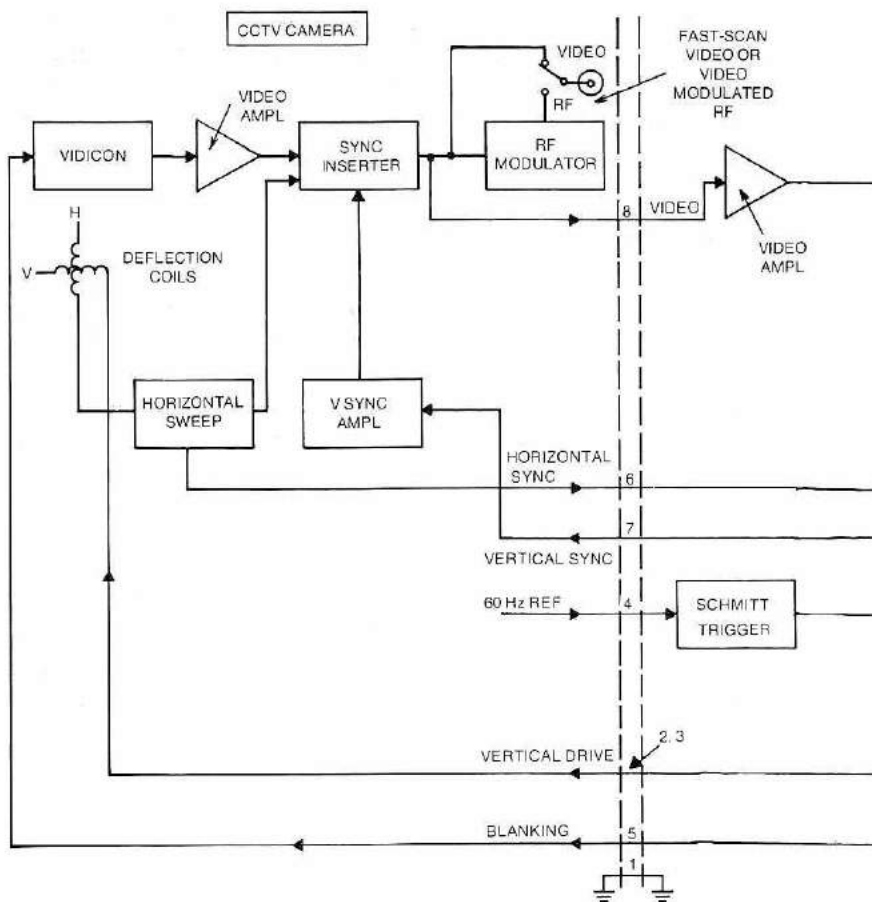 CCTV CAMERA
VIDEO
AMPL
VIDICON
SYNC
INSERTER
VIDEO
RF
RF
MODULATOR
FAST-SCAN
VIDEO OR
VIDEO
MODULATED
RF
8
VIDEO
VIDEO
AMPL
H
V
DEFLECTION
COILS
HORIZONTAL
SWEEP
V SYNC
AMPL
HORIZONTAL
SYNC
6
7
VERTICAL SYNC
60 Hz REF
4
SCHMITT
TRIGGER
2, 3
VERTICAL DRIVE
BLANKING
5
1